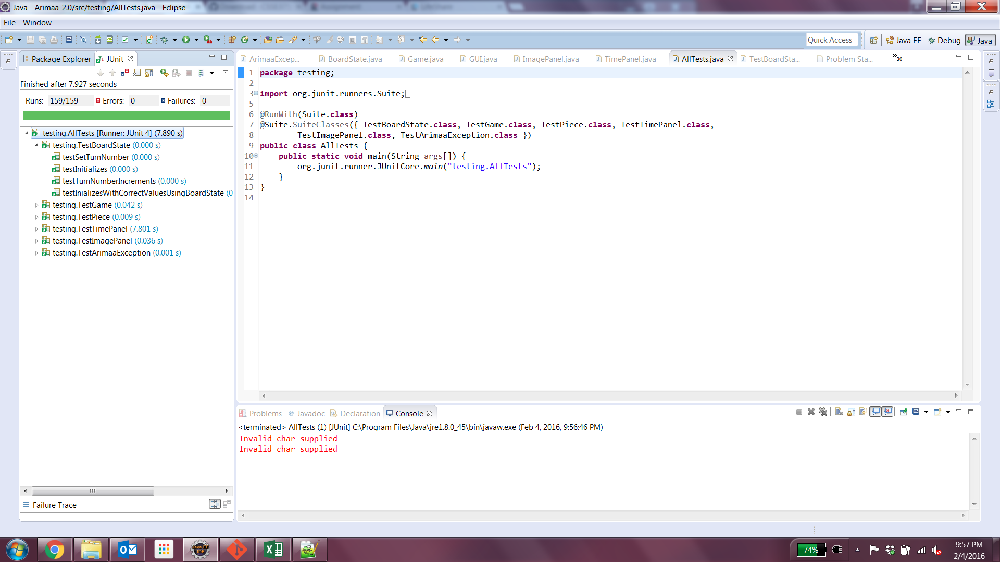 Java - Arimaa-2.0/src/testing/AllTests.java - Eclipse
File Window
Quick Access
Java EE
Debug
Java
Package Explorer
JUnit
Finished after 7.927 seconds
Runs: 159/159 Errors: 0 Failures: 0
testing.AllTests [Runner: JUnit 4] (7.890 s)
testing.TestBoardState (0.000 s)
testSetTurnNumber (0.000 s)
testInitializes (0.000 s)
testTurnNumberIncrements (0.000 s)
testInializesWithCorrectValuesUsingBoardState (0
testing.TestGame (0.042 s)
testing.TestPiece (0.009 s)
testing.TestTimePanel (7.801 s)
testing.TestImagePanel (0.036 s)
testing.TestArimaaException (0.001 s)
Failure Trace
ArimaaExcep... BoardState.java Game.java GUI.java ImagePanel.java TimePanel.java AllTests.java TestBoardSta... Problem Sta... »30
1 package testing;
2
3 import org.junit.runners.Suite;
5
6 @RunWith(Suite.class)
7 @Suite.SuiteClasses({ TestBoardState.class, TestGame.class, TestPiece.class, TestTimePanel.class,
8 TestImagePanel.class, TestArimaaException.class })
9 public class AllTests {
10 public static void main(String args[]) {
11 org.junit.runner.JUnitCore.main("testing.AllTests");
12 }
13 }
14
Problems @ Javadoc Declaration Console
<terminated> AllTests (1) [JUnit] C:\Program Files\Java\jre1.8.0_45\bin\javaw.exe (Feb 4, 2016, 9:56:46 PM)
Invalid char supplied
Invalid char supplied
Java EE
IDE
74%
9:57 PM
2/4/2016